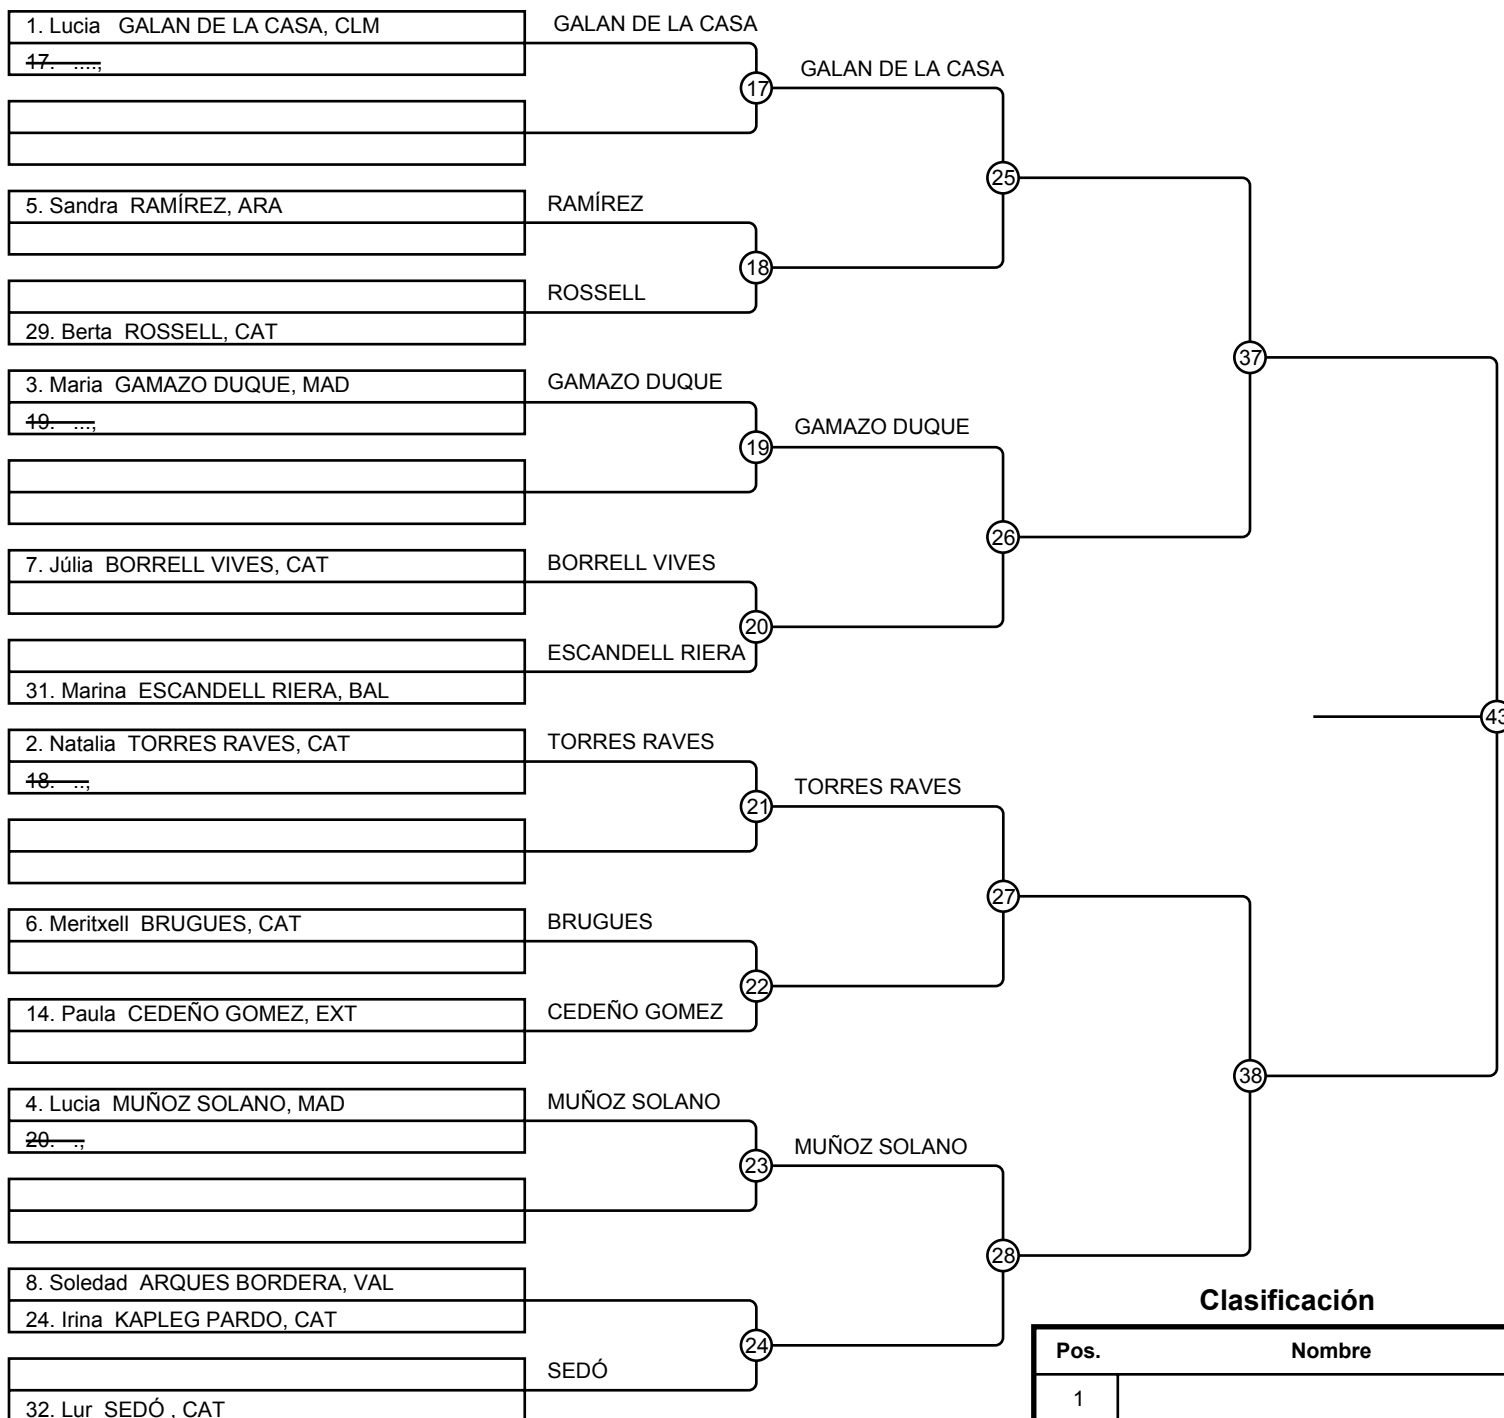 1. Lucia GALAN DE LA CASA, CLM
GALAN DE LA CASA
17. ....,
GALAN DE LA CASA
17
25
5. Sandra RAMÍREZ, ARA
RAMÍREZ
18
ROSSELL
29. Berta ROSSELL, CAT
37
3. Maria GAMAZO DUQUE, MAD
GAMAZO DUQUE
19. ...,
GAMAZO DUQUE
19
26
7. Júlia BORRELL VIVES, CAT
BORRELL VIVES
20
ESCANDELL RIERA
31. Marina ESCANDELL RIERA, BAL
43
2. Natalia TORRES RAVES, CAT
TORRES RAVES
18. ..,
TORRES RAVES
21
27
6. Meritxell BRUGUES, CAT
BRUGUES
22
14. Paula CEDEÑO GOMEZ, EXT
CEDEÑO GOMEZ
38
4. Lucia MUÑOZ SOLANO, MAD
MUÑOZ SOLANO
20. .,
MUÑOZ SOLANO
23
28
8. Soledad ARQUES BORDERA, VAL
24. Irina KAPLEG PARDO, CAT
24
SEDÓ
32. Lur SEDÓ , CAT
Clasificación
Pos. Nombre
1